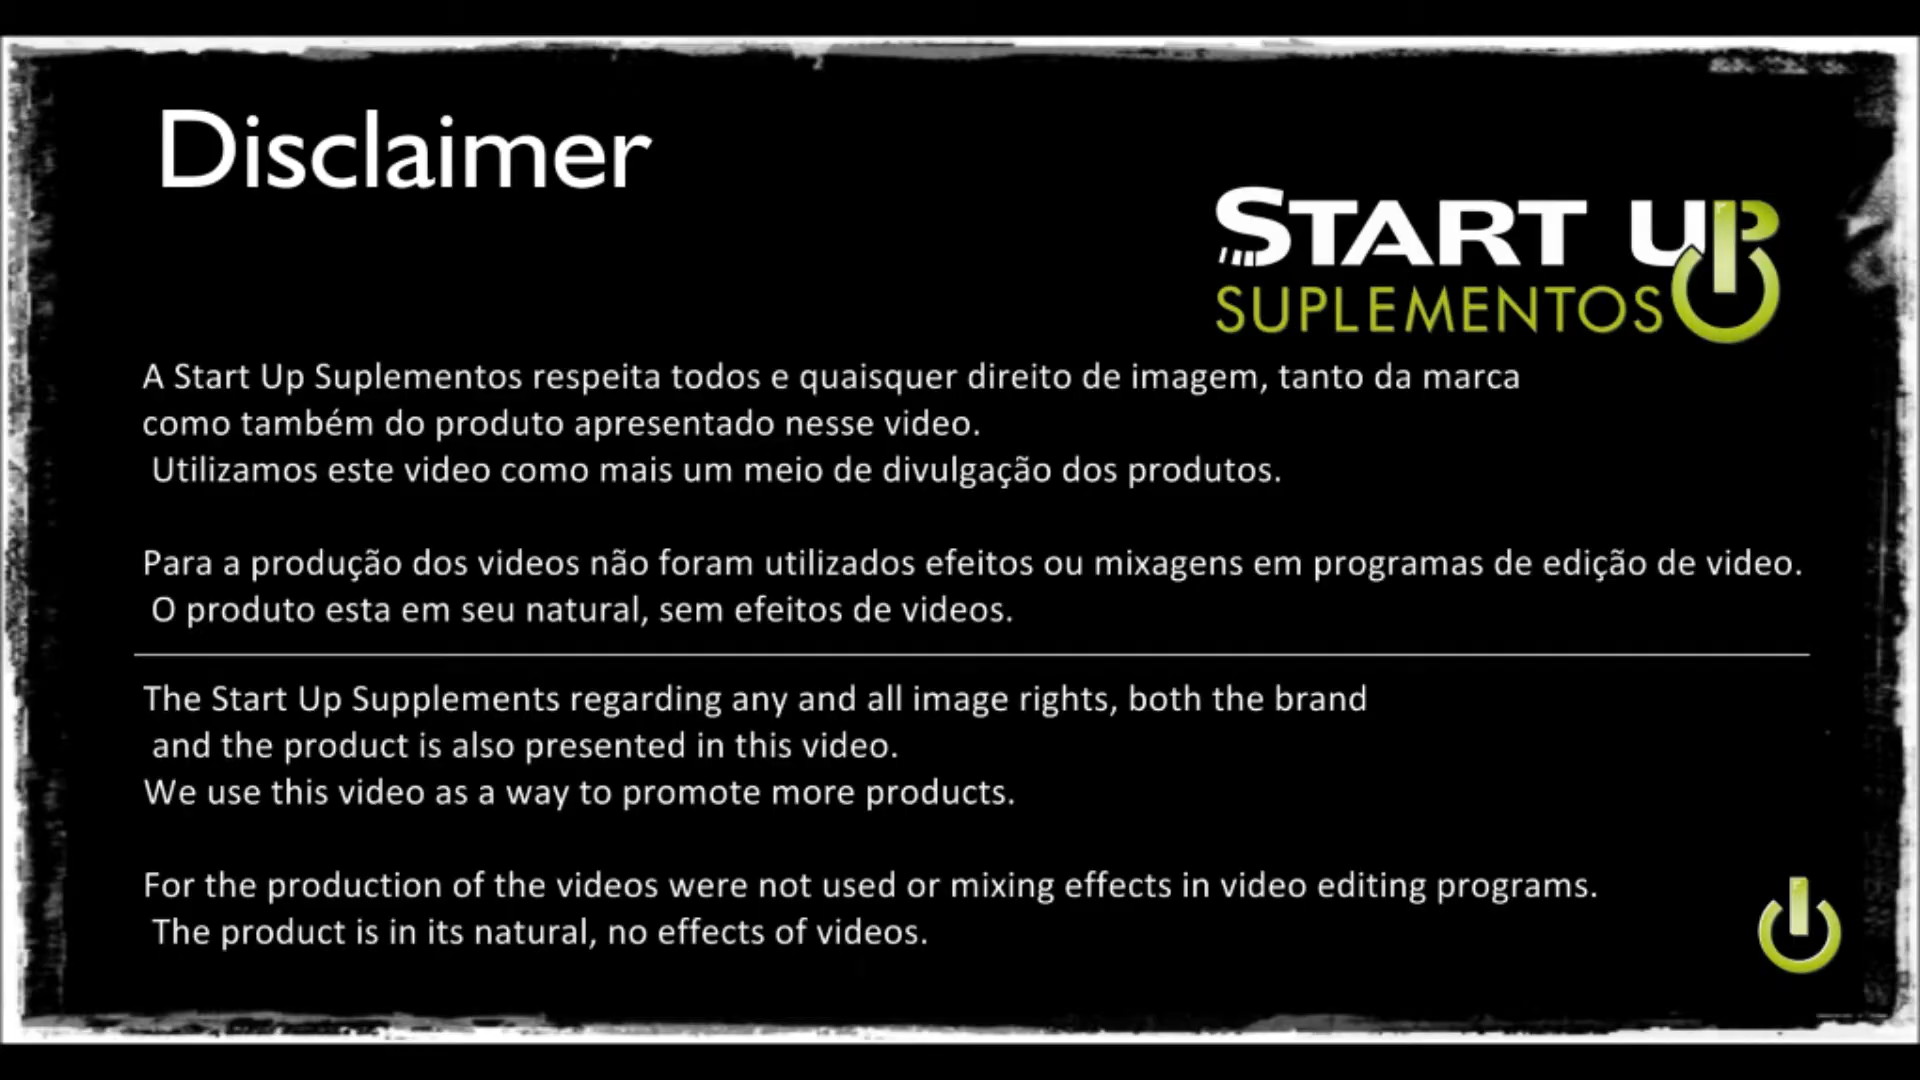 Disclaimer
START UP
SUPLEMENTOS
A Start Up Suplementos respeita todos e quaisquer direito de imagem, tanto da marca
como também do produto apresentado nesse video.
Utilizamos este video como mais um meio de divulgação dos produtos.
Para a produção dos videos não foram utilizados efeitos ou mixagens em programas de edição de video.
O produto esta em seu natural, sem efeitos de videos.
The Start Up Supplements regarding any and all image rights, both the brand
and the product is also presented in this video.
We use this video as a way to promote more products.
For the production of the videos were not used or mixing effects in video editing programs.
The product is in its natural, no effects of videos.